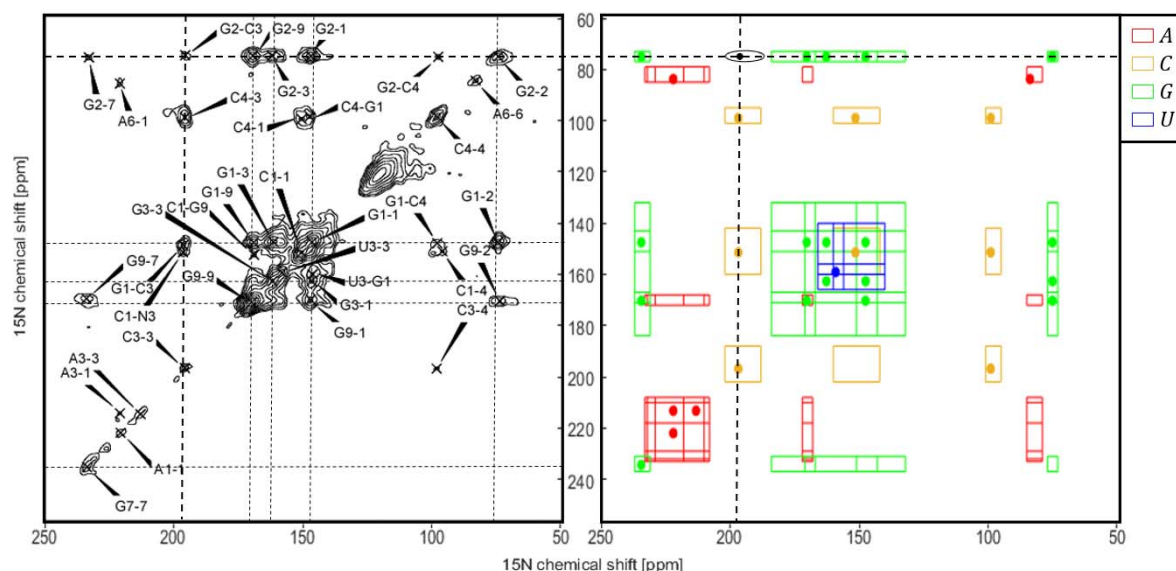 G2-C3 G2-9 G2-1
G2-7
A6-1
G2-3
G2-C4
A6-6
G2-2
C4-3
C4-1
C4-G1
C4-4
G1-3 C1-1
G1-9
C1-G9
G3-3
G1-C4
G1-1
G1-2
G9-2
U3-3
G9-7
G1-C3
C1-N3
G9-9
U3-G1
G3-1
G9-1
C1-4
C3-4
C3-3
A3-3
A3-1
A1-1
G7-7
15N chemical shift [ppm]
250 200 150 100 50
60
80
100
120
140
160
180
200
220
240
15N chemical shift [ppm]
250 200 150 100 50
15N chemical shift [ppm]
A
C
G
U